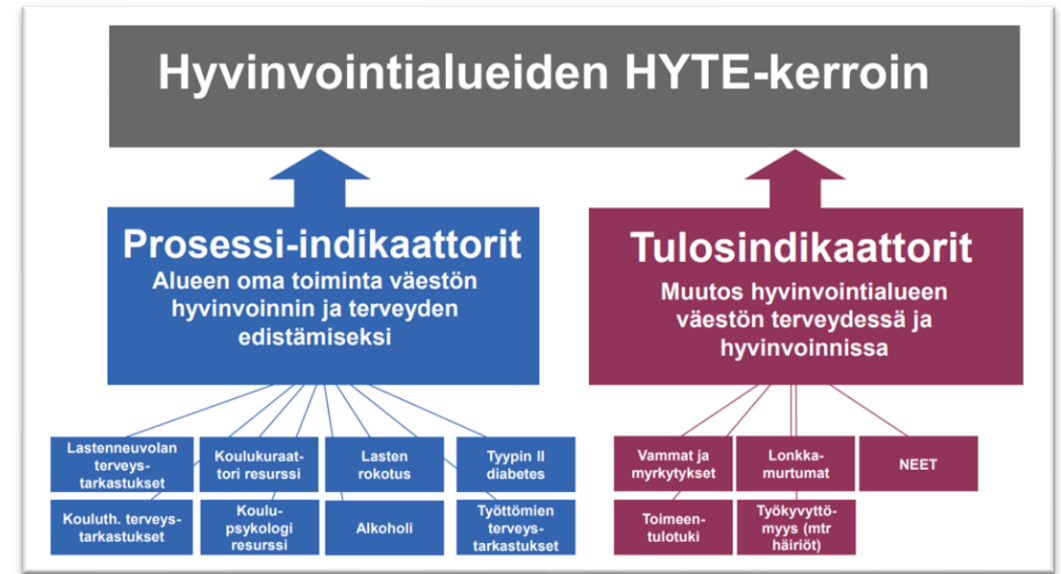 Hyvinvointialueiden HYTE-kerroin
Prosessi-indikaattorit
Alueen oma toiminta väestön
hyvinvoinnin ja terveyden
edistämiseksi
Tulosindikaattorit
Muutos hyvinvointialueen
väestön terveydessä ja
hyvinvoinnissa
Lastenneuvolan
terveys-
tarkastukset
Koulukuraat-
tori resurssi
Lasten
rokotus
Tyypin II
diabetes
Vammat ja
myrkytykset
Lonkka-
murtumat
NEET
Kouluth. terveys-
tarkastukset
Koulu-
psykologi
resurssi
Alkoholi
Työttömien
terveys-
tarkastukset
Toimeen-
tulotuki
Työkyvyttö-
myys (mtr
häiriöt)